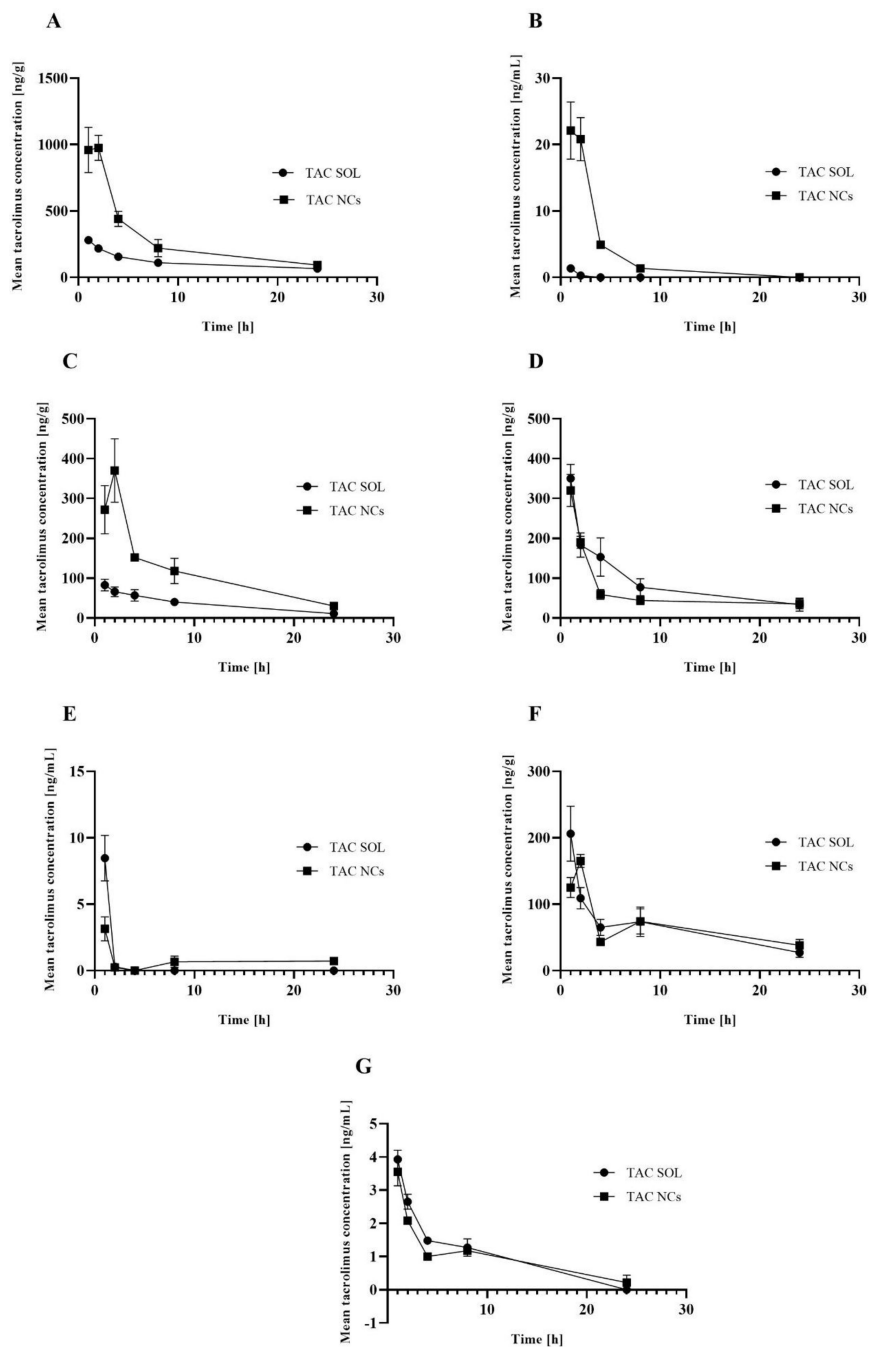 A
Mean tacrolimus concentration [ng/g]
1500
1000
500
0
0
10
20
30
Time [h]
TAC SOL
TAC NCs
B
Mean tacrolimus concentration [ng/mL]
30
20
10
0
0
10
20
30
Time [h]
TAC SOL
TAC NCs
C
Mean tacrolimus concentration [ng/g]
500
400
300
200
100
0
0
10
20
30
Time [h]
TAC SOL
TAC NCs
D
Mean tacrolimus concentration [ng/g]
500
400
300
200
100
0
0
10
20
30
Time [h]
TAC SOL
TAC NCs
E
Mean tacrolimus concentration [ng/mL]
15
10
5
0
0
10
20
30
Time [h]
TAC SOL
TAC NCs
F
Mean tacrolimus concentration [ng/g]
300
200
100
0
0
10
20
30
Time [h]
TAC SOL
TAC NCs
G
Mean tacrolimus concentration [ng/mL]
5
4
3
2
1
0
-1
10
20
30
Time [h]
TAC SOL
TAC NCs